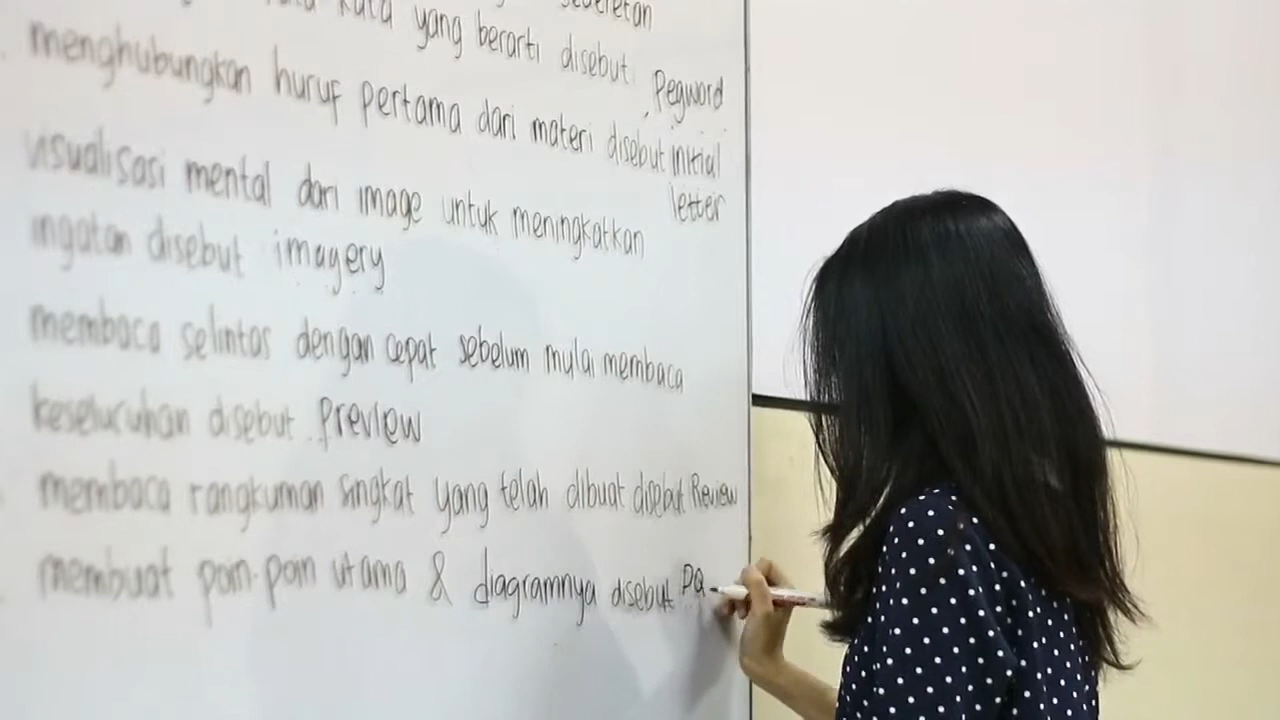 kata yang berarti disebut Pegword
menghubungkan huruf pertama dari materi disebut initial
letter
visualisasi mental dari image untuk meningkatkan
ingatan disebut imagery
membaca selintas dengan cepat sebelum mulai membaca
keseluruhan disebut Preview
membaca rangkuman singkat yang telah dibuat disebut Review
membuat poin-poin utama & diagramnya disebut Pa